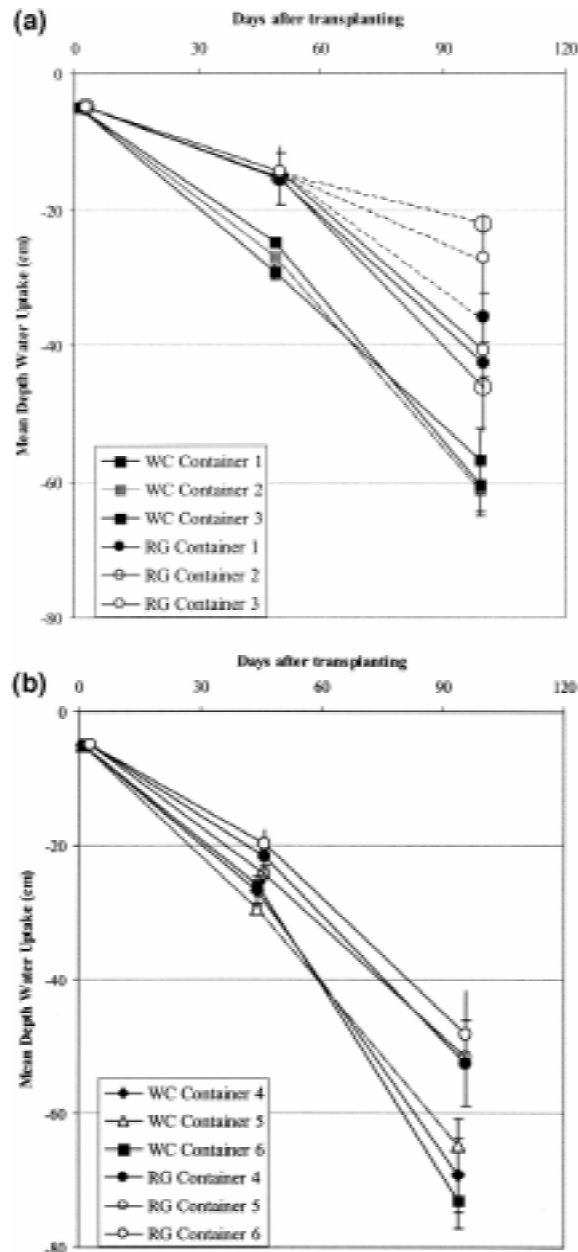 (a)
Days after transplanting
0 30 60 90 120
0
-20
-40
-60
-80
Mean Depth Water Uptake (cm)
WC Container 1
WC Container 2
WC Container 3
RG Container 1
RG Container 2
RG Container 3
(b)
Days after transplanting
0 30 60 90 120
0
-20
-40
-60
-80
Mean Depth Water Uptake (cm)
WC Container 4
WC Container 5
WC Container 6
RG Container 4
RG Container 5
RG Container 6